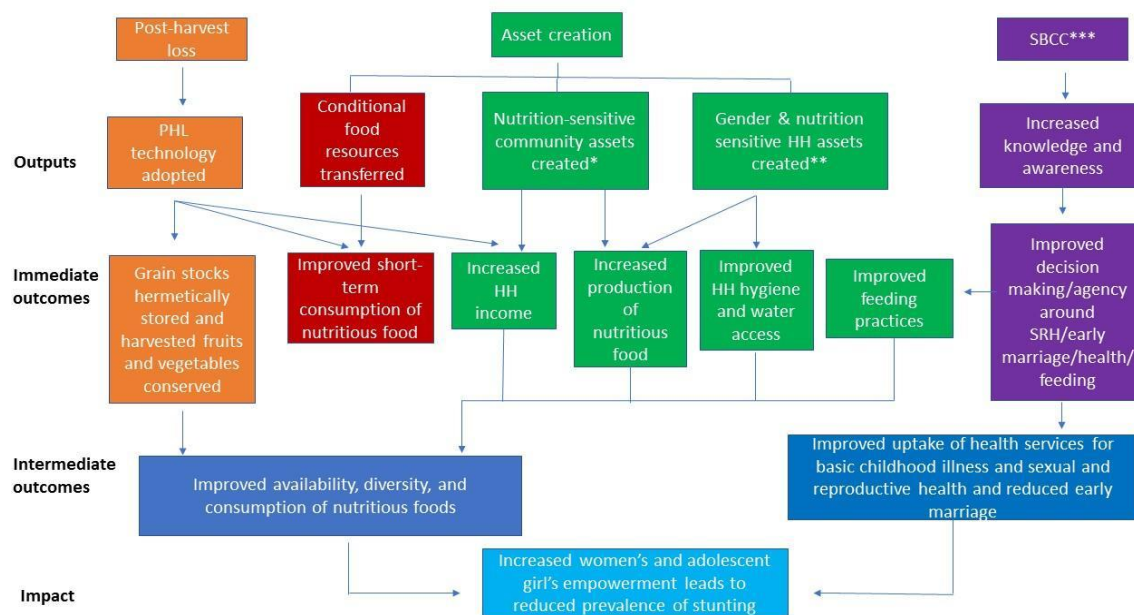 Post-harvest
loss
Asset creation
SBCC***
Outputs
PHL
technology
adopted
Conditional
food
resources
transferred
Nutrition-sensitive
community assets
created*
Gender & nutrition
sensitive HH assets
created**
Increased
knowledge and
awareness
Immediate
outcomes
Grain stocks
hermetically
stored and
harvested fruits
and vegetables
conserved
Improved short-
term
consumption of
nutritious food
Increased
HH
income
Increased
production
of
nutritious
food
Improved
HH hygiene
and water
access
Improved
feeding
practices
Improved
decision
making/agency
around
SRH/early
marriage/health/
feeding
Intermediate
outcomes
Improved availability, diversity, and
consumption of nutritious foods
Improved uptake of health services for
basic childhood illness and sexual and
reproductive health and reduced early
marriage
Impact
Increased women's and adolescent
girl's empowerment leads to
reduced prevalence of stunting